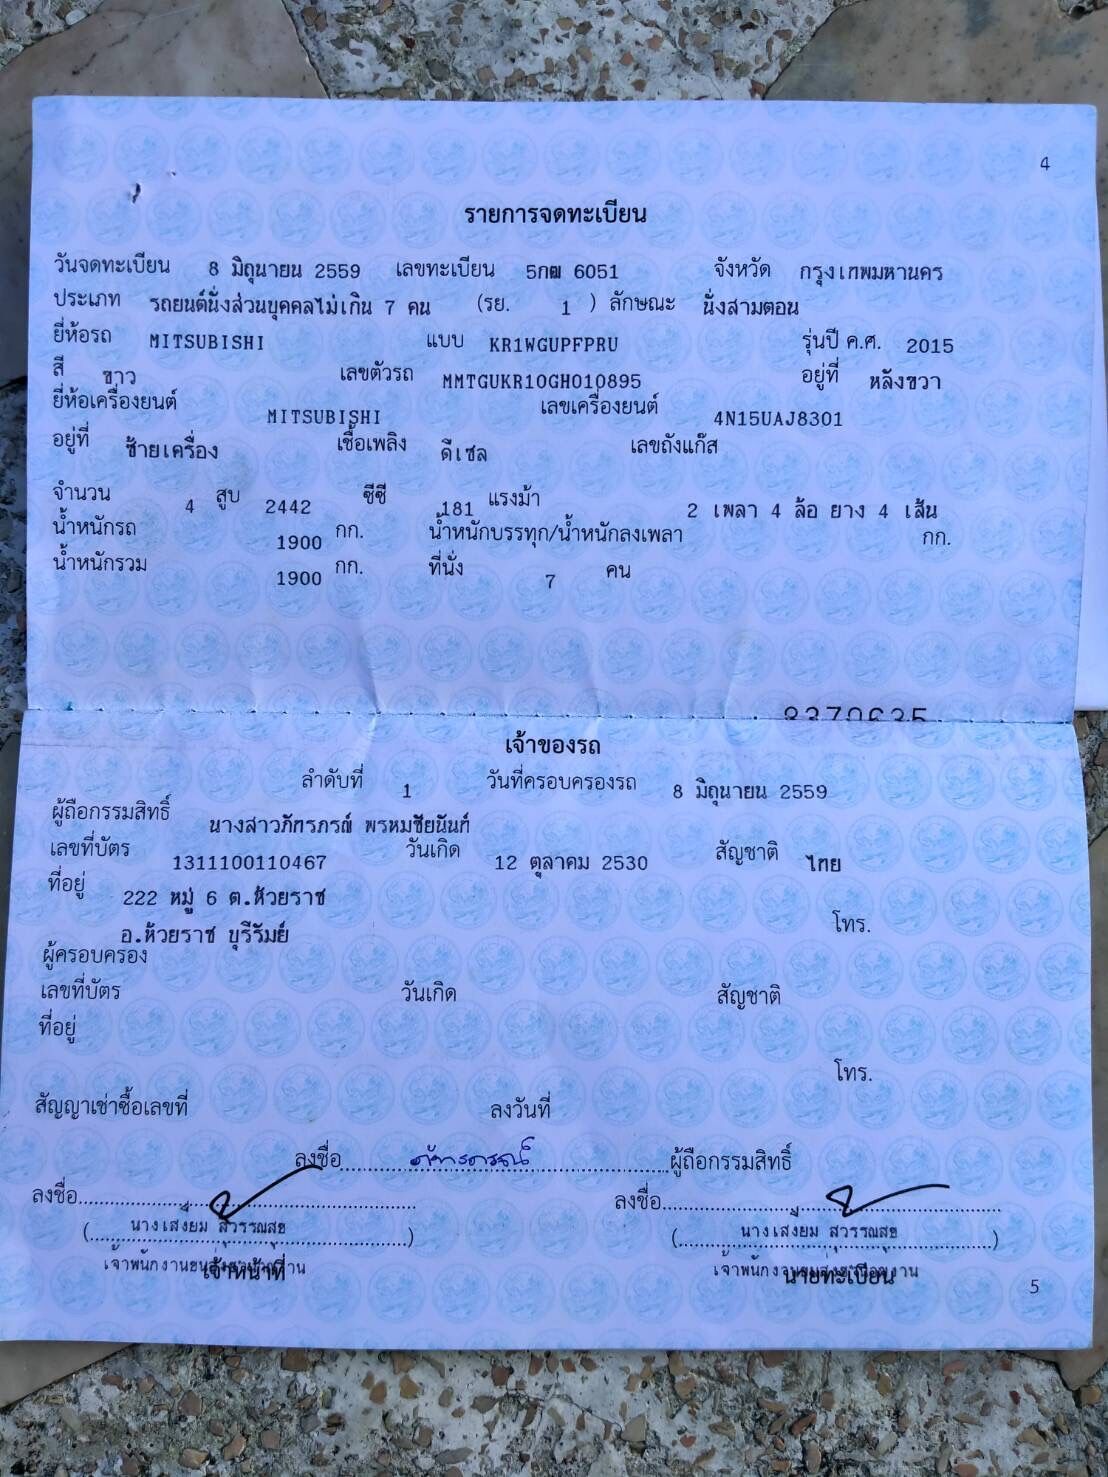 4
รายการจดทะเบียน
วันจดทะเบียน 8 มิถุนายน 2559 เลขทะเบียน 5กฒ 6051 จังหวัด กรุงเทพมหานคร
ประเภท รถยนต์นั่งส่วนบุคคลไม่เกิน 7 คน (รย. 1 ) ลักษณะ นั่งสามตอน
ยี่ห้อรถ MITSUBISHI แบบ KR1WGUPFPRU รุ่นปี ค.ศ. 2015
สี ขาว เลขตัวรถ MMTGUKR10GH010895 อยู่ที่ หลังขวา
ยี่ห้อเครื่องยนต์ MITSUBISHI เลขเครื่องยนต์ 4N15UAJ8301
อยู่ที่ ซ้ายเครื่อง เชื้อเพลิง ดีเซล เลขถังแก๊ส
จำนวน 4 สูบ 2442 ซีซี 181 แรงม้า 2 เพลา 4 ล้อ ยาง 4 เส้น
น้ำหนักรถ 1900 กก. น้ำหนักบรรทุก/น้ำหนักลงเพลา กก.
น้ำหนักรวม 1900 กก. ที่นั่ง 7 คน
เจ้าของรถ
ลำดับที่ 1 วันที่ครอบครองรถ 8 มิถุนายน 2559
ผู้ถือกรรมสิทธิ์ นางสาวภัทรภรณ์ พรหมชัยนันท์
เลขที่บัตร 1311100110467 วันเกิด 12 ตุลาคม 2530 สัญชาติ ไทย
ที่อยู่ 222 หมู่ 6 ต.ห้วยราช
อ.ห้วยราช บุรีรัมย์ โทร.
ผู้ครอบครอง
เลขที่บัตร วันเกิด สัญชาติ
ที่อยู่
โทร.
สัญญาเช่าซื้อเลขที่ ลงวันที่
ลงชื่อ ภัทรภรณ์ ผู้ถือกรรมสิทธิ์
ลงชื่อ ลงชื่อ
(นางเสงี่ยม สุวรรณสุข) (นางเสงี่ยม สุวรรณสุข)
เจ้าหน้าที่ นายทะเบียน
5